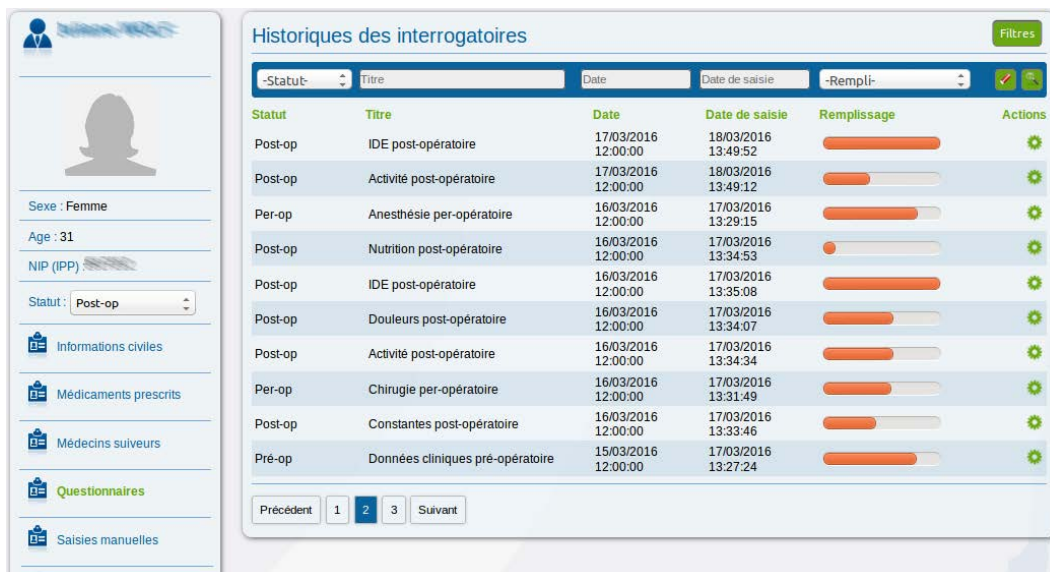 Sexe : Femme
Age : 31
NIP (IPP) :
Statut : Post-op
Informations civiles
Médicaments prescrits
Médecins suiveurs
Questionnaires
Saisies manuelles
Historiques des interrogatoires
Filtres
-Statut- Titre Date Date de saisie -Rempli-
Statut Titre Date Date de saisie Remplissage Actions
Post-op IDE post-opératoire 17/03/2016 12:00:00 18/03/2016 13:49:52
Post-op Activité post-opératoire 17/03/2016 12:00:00 18/03/2016 13:49:12
Per-op Anesthésie per-opératoire 16/03/2016 12:00:00 17/03/2016 13:29:15
Post-op Nutrition post-opératoire 16/03/2016 12:00:00 17/03/2016 13:34:53
Post-op IDE post-opératoire 16/03/2016 12:00:00 17/03/2016 13:35:08
Post-op Douleurs post-opératoire 16/03/2016 12:00:00 17/03/2016 13:34:07
Post-op Activité post-opératoire 16/03/2016 12:00:00 17/03/2016 13:34:34
Per-op Chirugie per-opératoire 16/03/2016 12:00:00 17/03/2016 13:31:49
Post-op Constantes post-opératoire 16/03/2016 12:00:00 17/03/2016 13:33:46
Pré-op Données cliniques pré-opératoire 15/03/2016 12:00:00 17/03/2016 13:27:24
Précédent 1 2 3 Suivant